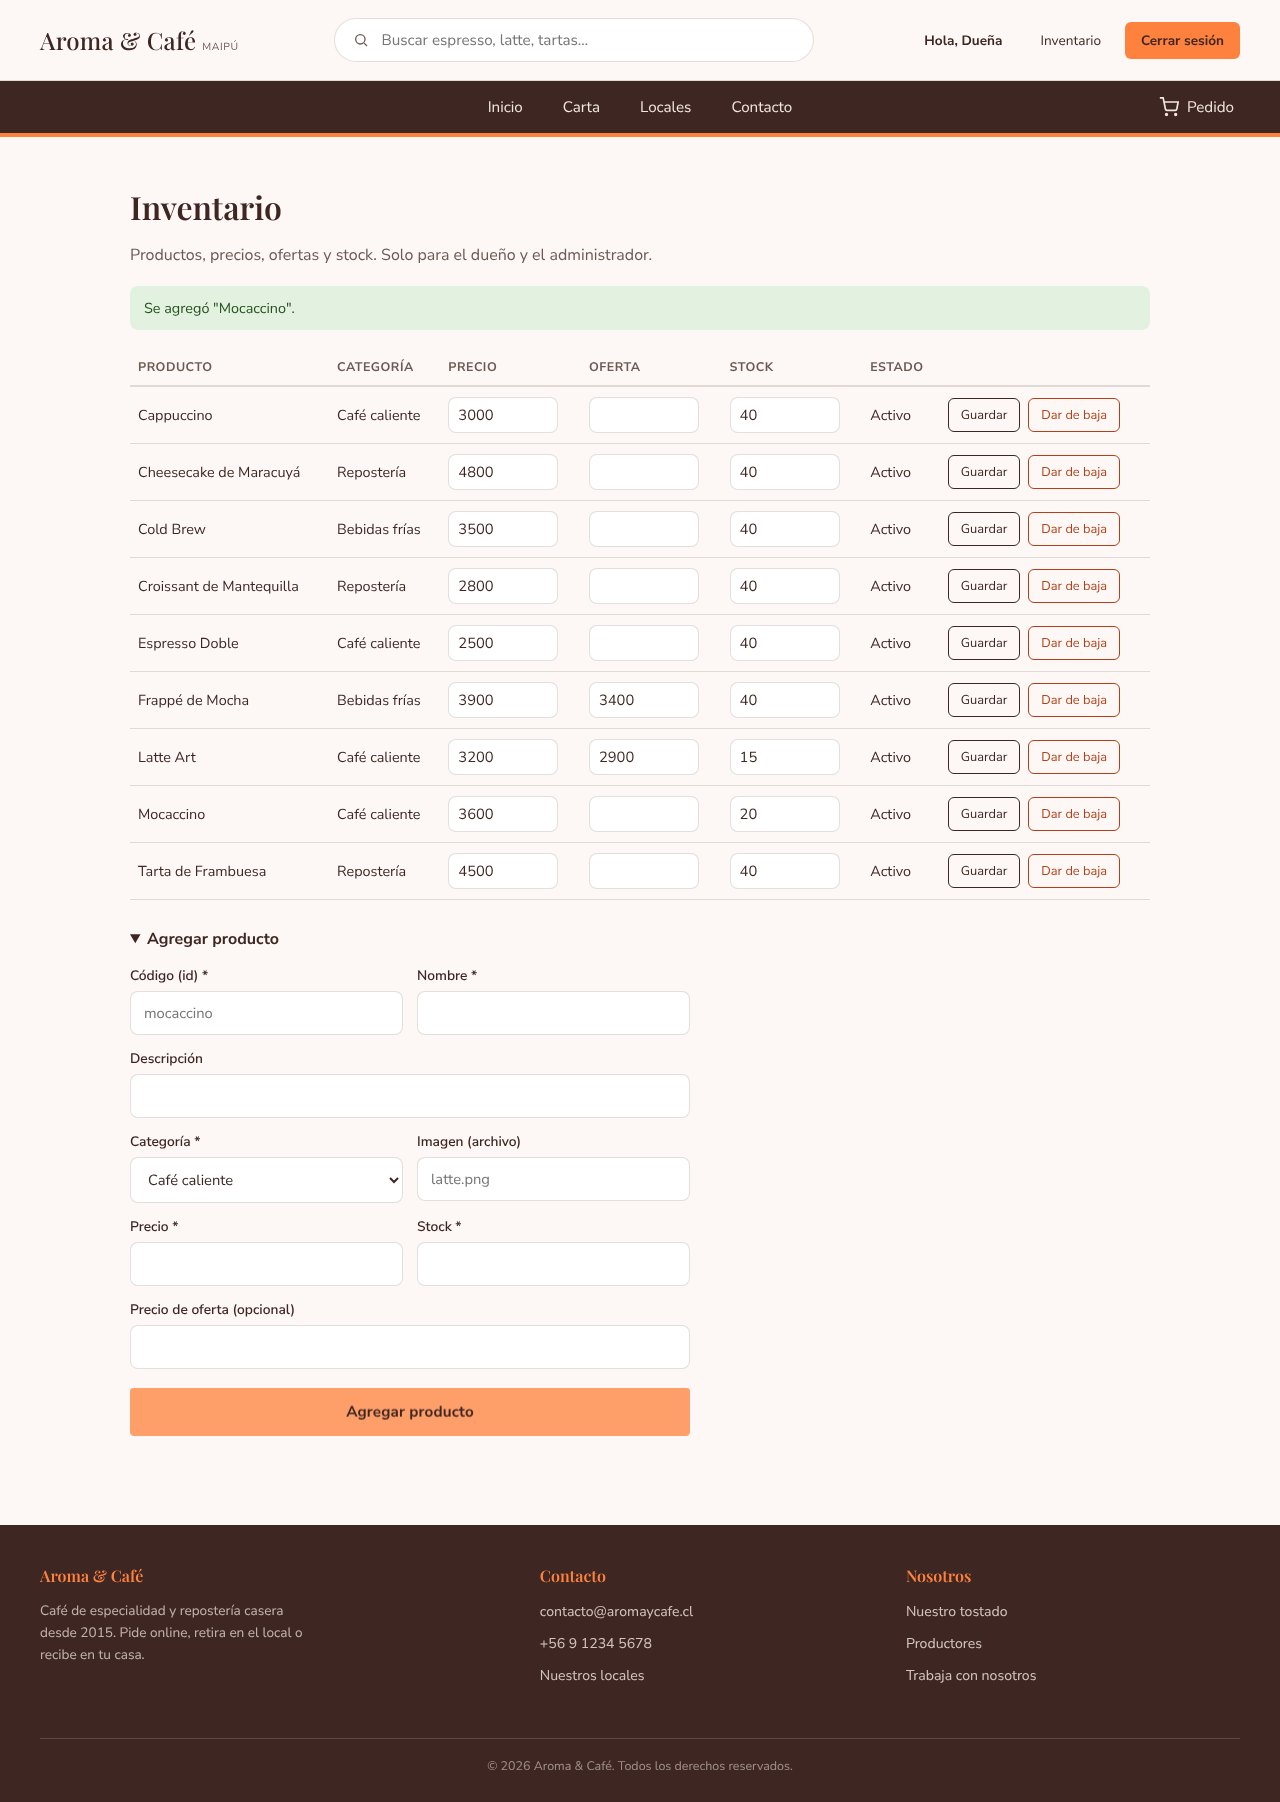 Aroma & Café MAIPÚ
Buscar espresso, latte, tartas...
Hola, Dueña
Inventario
Cerrar sesión
Inicio Carta Locales Contacto
Pedido
Inventario
Productos, precios, ofertas y stock. Solo para el dueño y el administrador.
Se agregó "Mocaccino".
PRODUCTO CATEGORÍA PRECIO OFERTA STOCK ESTADO
Cappuccino Café caliente 3000 40 Activo Guardar Dar de baja
Cheesecake de Maracuyá Repostería 4800 40 Activo Guardar Dar de baja
Cold Brew Bebidas frías 3500 40 Activo Guardar Dar de baja
Croissant de Mantequilla Repostería 2800 40 Activo Guardar Dar de baja
Espresso Doble Café caliente 2500 40 Activo Guardar Dar de baja
Frappé de Mocha Bebidas frías 3900 3400 40 Activo Guardar Dar de baja
Latte Art Café caliente 3200 2900 15 Activo Guardar Dar de baja
Mocaccino Café caliente 3600 20 Activo Guardar Dar de baja
Tarta de Frambuesa Repostería 4500 40 Activo Guardar Dar de baja
▼ Agregar producto
Código (id) * Nombre *
mocaccino
Descripción
Categoría * Imagen (archivo)
Café caliente latte.png
Precio * Stock *
Precio de oferta (opcional)
Agregar producto
Aroma & Café
Café de especialidad y repostería casera
desde 2015. Pide online, retira en el local o
recibe en tu casa.
Contacto
contacto@aromaycafe.cl
+56 9 1234 5678
Nuestros locales
Nosotros
Nuestro tostado
Productores
Trabaja con nosotros
© 2026 Aroma & Café. Todos los derechos reservados.